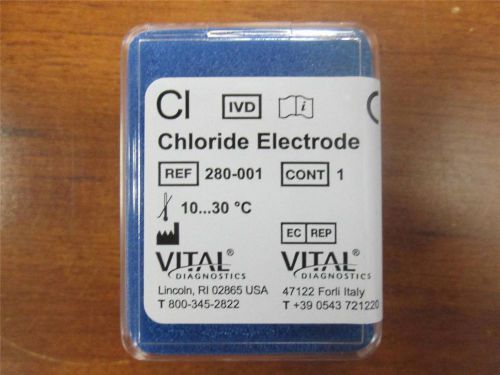 Cl IVD i
Chloride Electrode
REF 280-001 CONT 1
10...30 °C
EC REP
VITAL® VITAL®
DIAGNOSTICS DIAGNOSTICS
Lincoln, RI 02865 USA 47122 Forli Italy
T 800-345-2822 T +39 0543 721220